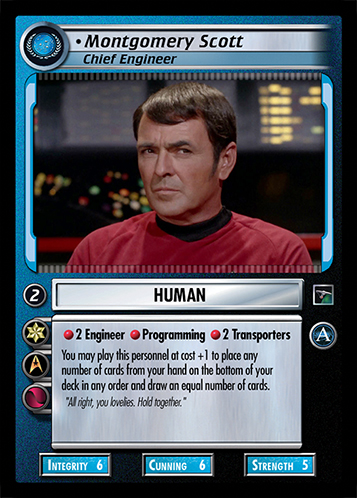 • Montgomery Scott
Chief Engineer
2
HUMAN
2 Engineer Programming 2 Transporters
A
You may play this personnel at cost +1 to place any
number of cards from your hand on the bottom of your
deck in any order and draw an equal number of cards.
"All right, you lovelies. Hold together."
INTEGRITY 6 CUNNING 6 STRENGTH 5